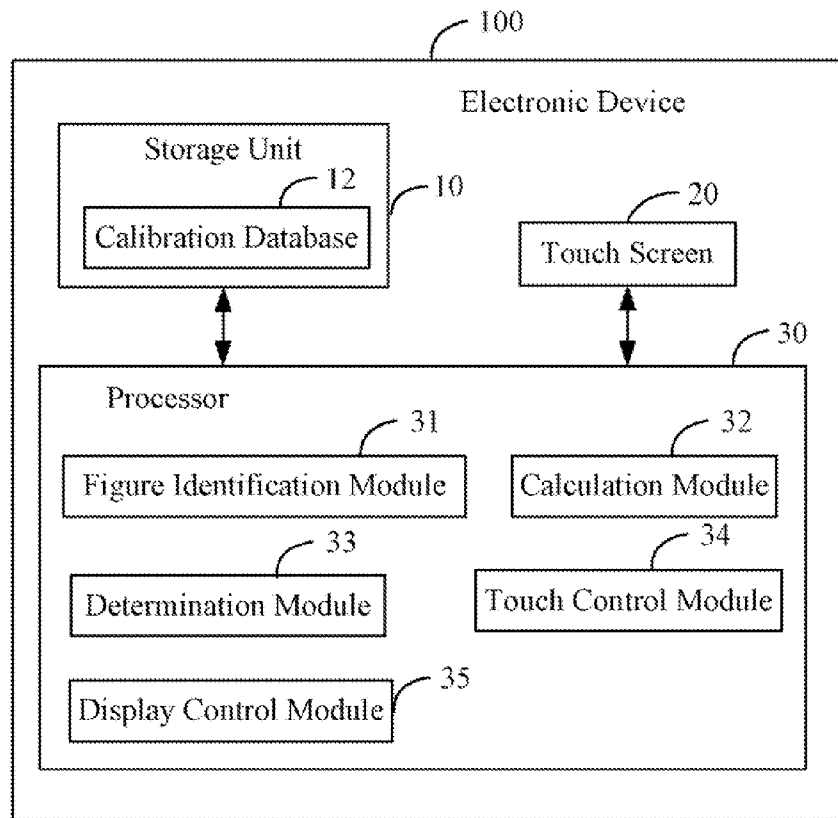 100
Electronic Device
Storage Unit
12
10
20
Calibration Database
Touch Screen
30
Processor
31
32
Figure Identification Module
Calculation Module
33
34
Determination Module
Touch Control Module
35
Display Control Module